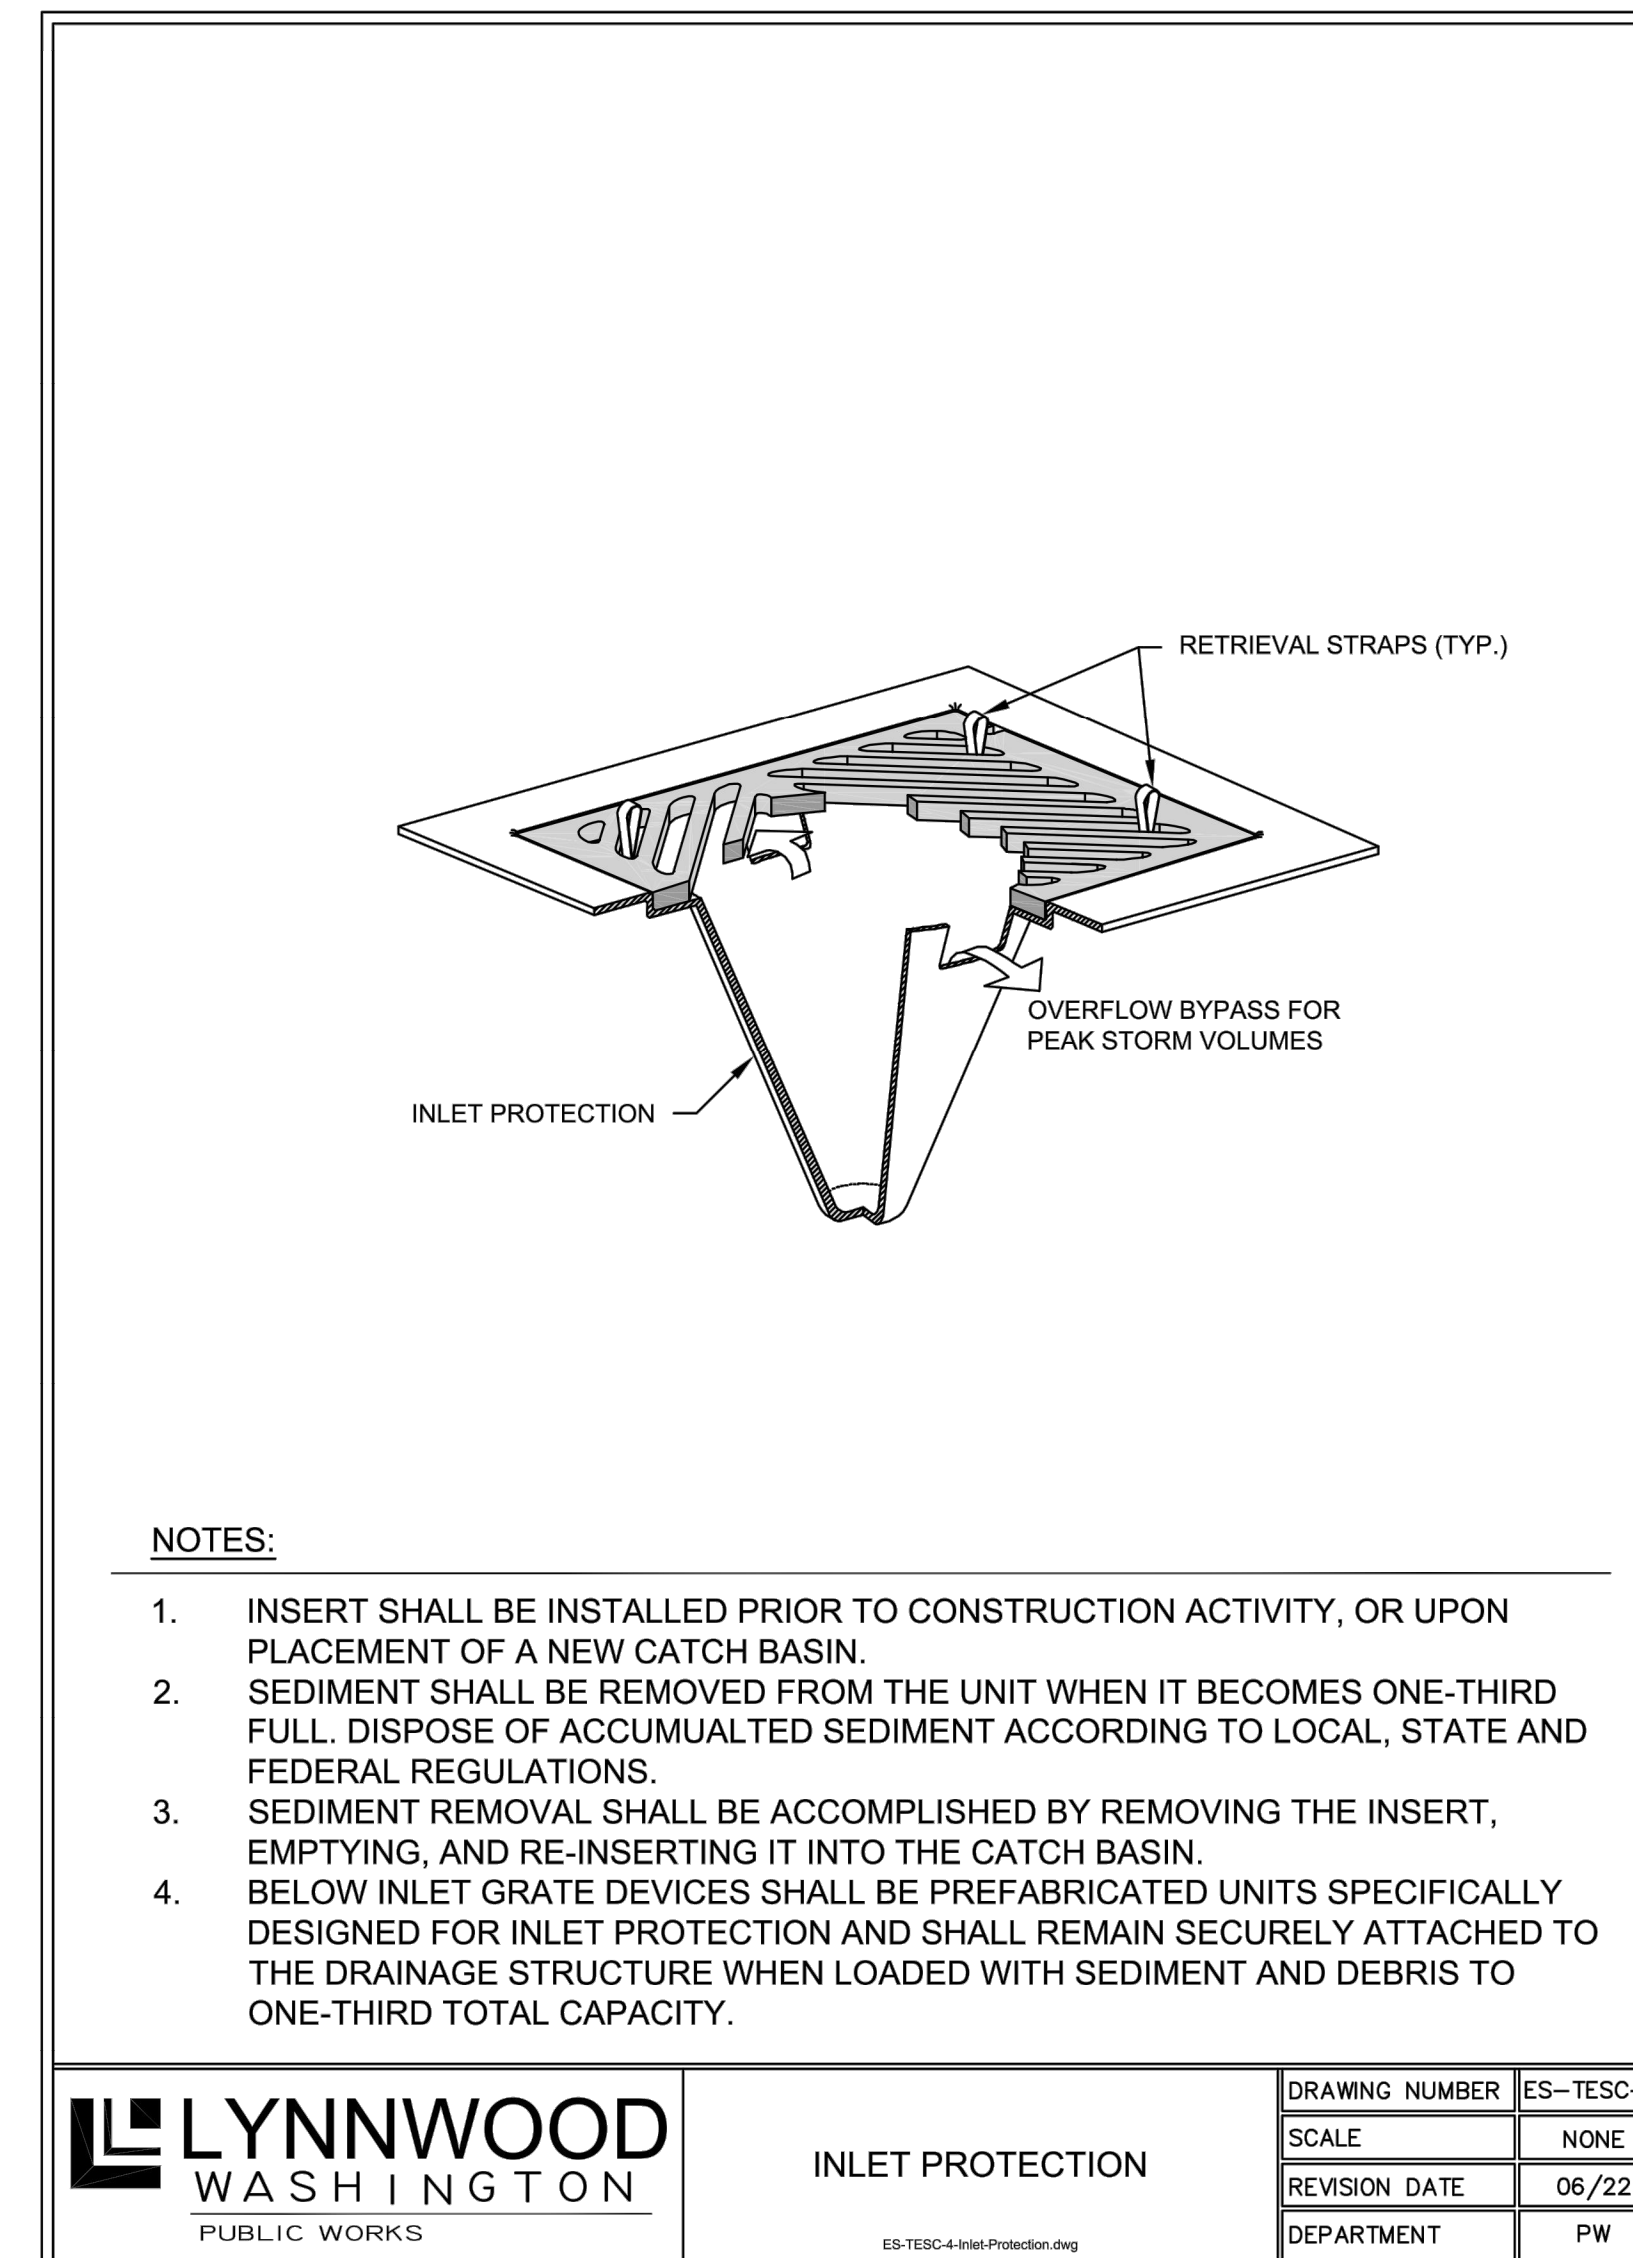 RETRIEVAL STRAPS (TYP.)
OVERFLOW BYPASS FOR
PEAK STORM VOLUMES
INLET PROTECTION
NOTES:
1. INSERT SHALL BE INSTALLED PRIOR TO CONSTRUCTION ACTIVITY, OR UPON
PLACEMENT OF A NEW CATCH BASIN.
2. SEDIMENT SHALL BE REMOVED FROM THE UNIT WHEN IT BECOMES ONE-THIRD
FULL. DISPOSE OF ACCUMUALTED SEDIMENT ACCORDING TO LOCAL, STATE AND
FEDERAL REGULATIONS.
3. SEDIMENT REMOVAL SHALL BE ACCOMPLISHED BY REMOVING THE INSERT,
EMPTYING, AND RE-INSERTING IT INTO THE CATCH BASIN.
4. BELOW INLET GRATE DEVICES SHALL BE PREFABRICATED UNITS SPECIFICALLY
DESIGNED FOR INLET PROTECTION AND SHALL REMAIN SECURELY ATTACHED TO
THE DRAINAGE STRUCTURE WHEN LOADED WITH SEDIMENT AND DEBRIS TO
ONE-THIRD TOTAL CAPACITY.
LYNNWOOD
WASHINGTON
PUBLIC WORKS
INLET PROTECTION
ES-TESC-4-Inlet-Protection.dwg
DRAWING NUMBER ES-TESC-
SCALE NONE
REVISION DATE 06/22
DEPARTMENT PW